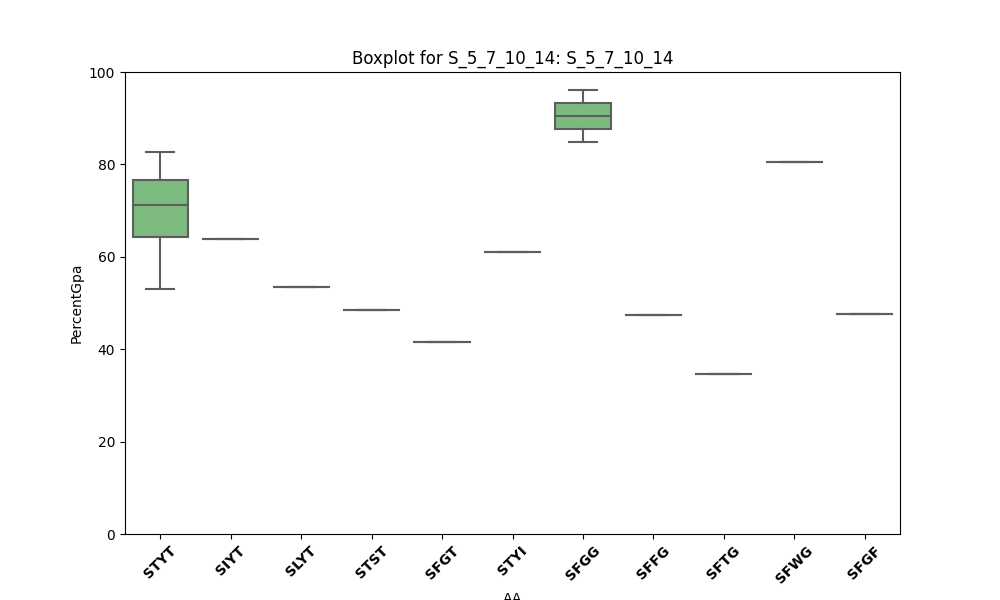 Boxplot for S_5_7_10_14: S_5_7_10_14
100
80
60
40
20
0
PercentGpa
STYT
SIYT
SLYT
STST
SFGT
STYI
SFGG
SFFG
SFTG
SFWG
SFGF
AA